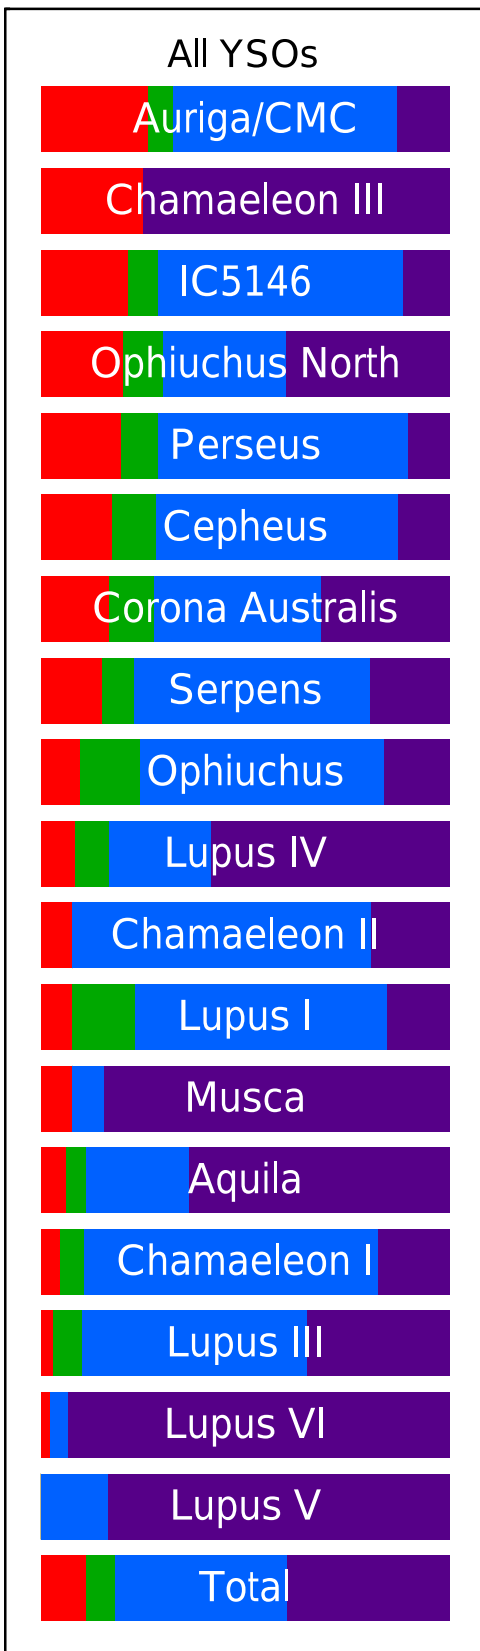 All YSOs
Auriga/CMC
Chamaeleon III
IC5146
Ophiuchus North
Perseus
Cepheus
Corona Australis
Serpens
Ophiuchus
Lupus IV
Chamaeleon II
Lupus I
Musca
Aquila
Chamaeleon I
Lupus III
Lupus VI
Lupus V
Total